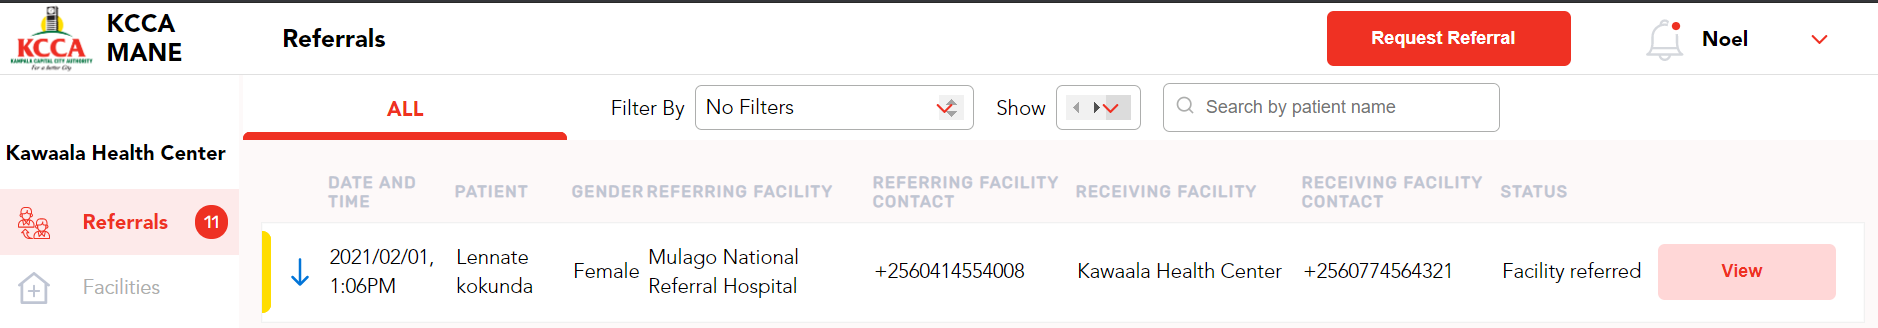 KCCA
KAMPALA CAPITAL CITY AUTHORITY
For a better City
KCCA
MANE
Referrals
Request Referral
Noel
ALL
Filter By
No Filters
Show
Search by patient name
Kawaala Health Center
Referrals
11
Facilities
DATE AND
TIME
PATIENT
GENDER
REFERRING FACILITY
REFERRING FACILITY
CONTACT
RECEIVING FACILITY
RECEIVING FACILITY
CONTACT
STATUS
2021/02/01,
1:06PM
Lennate
kokunda
Female
Mulago National
Referral Hospital
+2560414554008
Kawaala Health Center
+2560774564321
Facility referred
View